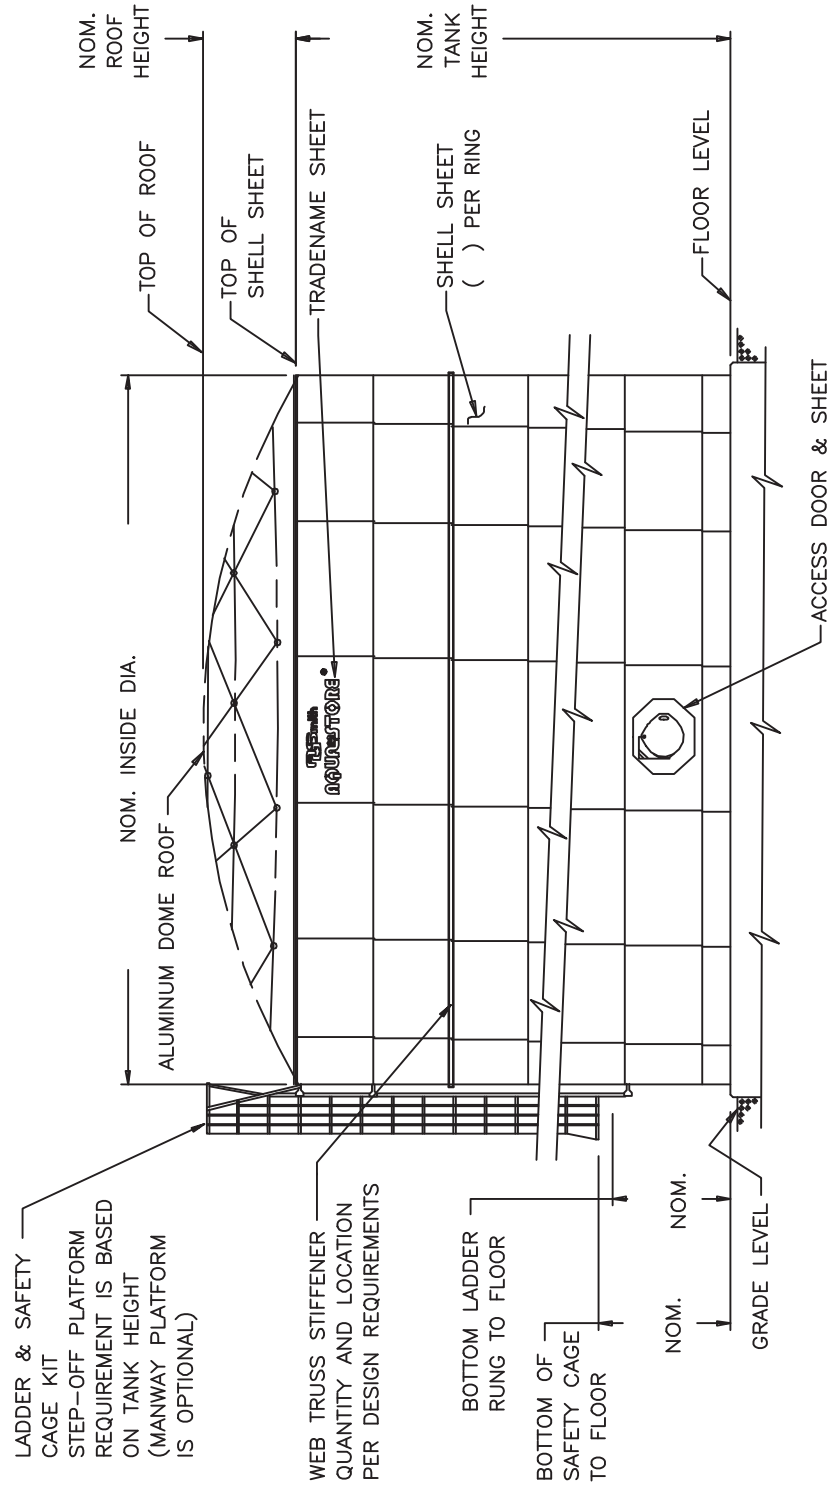 LADDER & SAFETY
CAGE KIT
STEP-OFF PLATFORM
REQUIREMENT IS BASED
ON TANK HEIGHT
(MANWAY PLATFORM
IS OPTIONAL)
ALUMINUM DOME ROOF
NOM. INSIDE DIA.
TOP OF ROOF
NOM.
ROOF
HEIGHT
TOP OF
SHELL SHEET
TRADENAME SHEET
NOM.
TANK
HEIGHT
SHELL SHEET
(   ) PER RING
FLOOR LEVEL
AOSmith
AQUASTORE®
WEB TRUSS STIFFENER
QUANTITY AND LOCATION
PER DESIGN REQUIREMENTS
BOTTOM LADDER
RUNG TO FLOOR
NOM.
BOTTOM OF
SAFETY CAGE
TO FLOOR
NOM.
GRADE LEVEL
ACCESS DOOR & SHEET